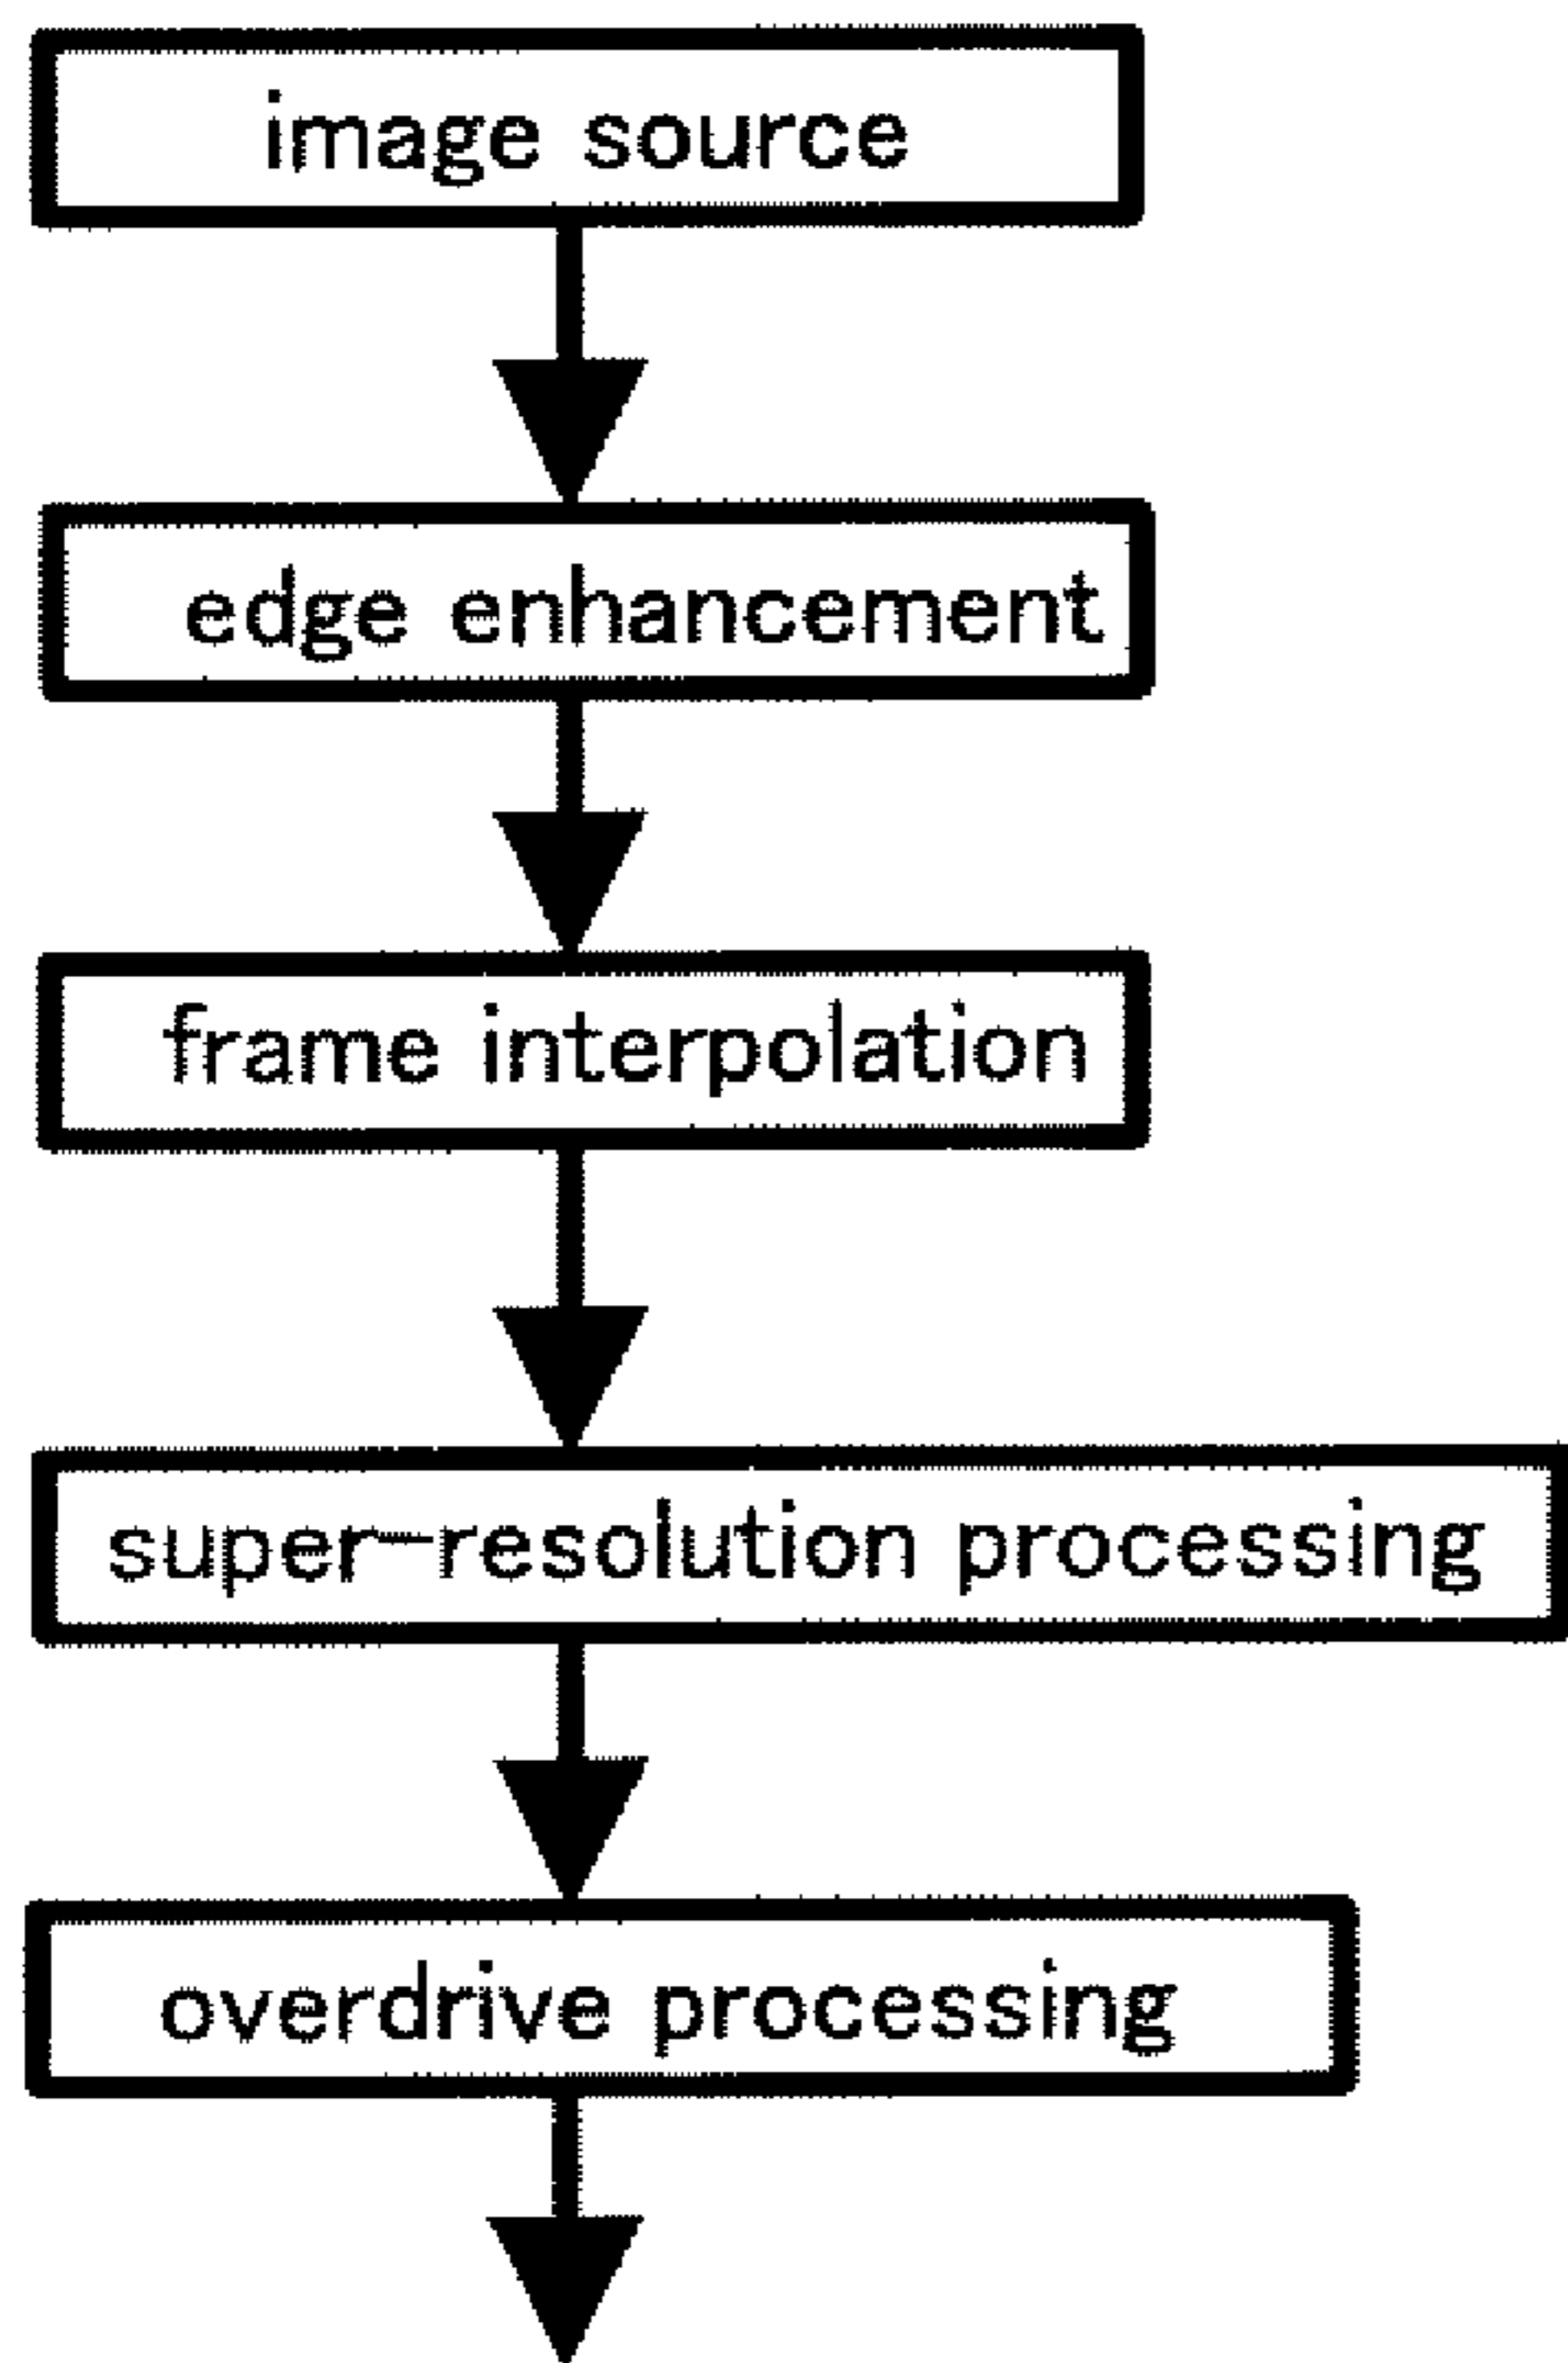 image source
edge enhancement
frame interpolation
super-resolution processing
overdrive processing